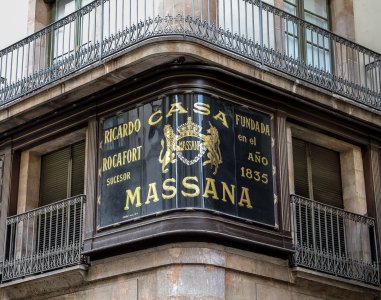 CASA
RICARDO
ROCAFORT
SUCESOR
MASSANA
FUNDADA
en el
AÑO
1835
MASSANA